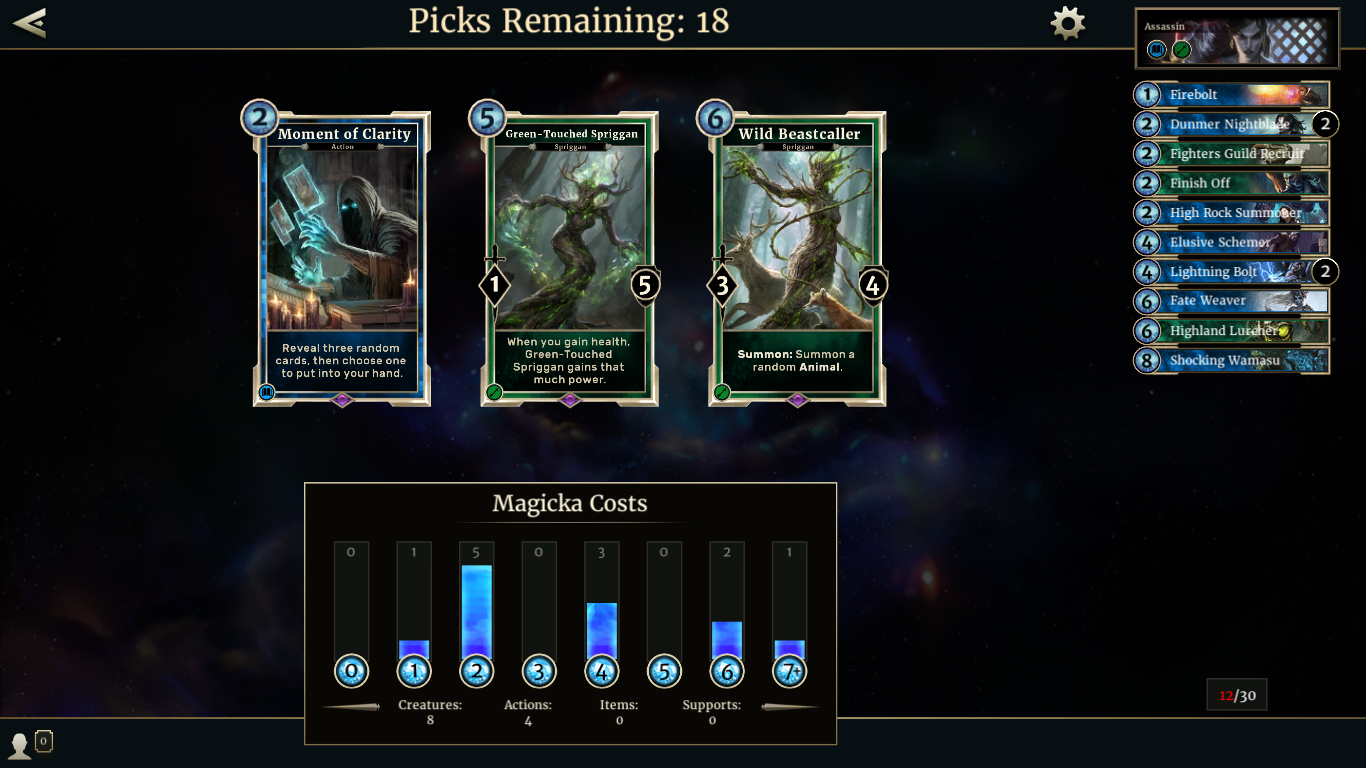 Picks Remaining: 18
Assassin
2
Moment of Clarity
Action
Reveal three random
cards, then choose one
to put into your hand.
5
Green-Touched Spriggan
Spriggan
1
5
When you gain health,
Green-Touched
Spriggan gains that
much power.
6
Wild Beastcaller
Spriggan
3
4
Summon: Summon a
random Animal.
1 Firebolt
2 Dunmer Nightblade 2
2 Fighters Guild Recruit
2 Finish Off
2 High Rock Summoner
4 Elusive Schemer
4 Lightning Bolt 2
6 Fate Weaver
6 Highland Lurcher
8 Shocking Wamasu
Magicka Costs
0 1 5 0 3 0 2 1
0 1 2 3 4 5 6 7+
Creatures: Actions: Items: Supports:
8 4 0 0
12/30
0